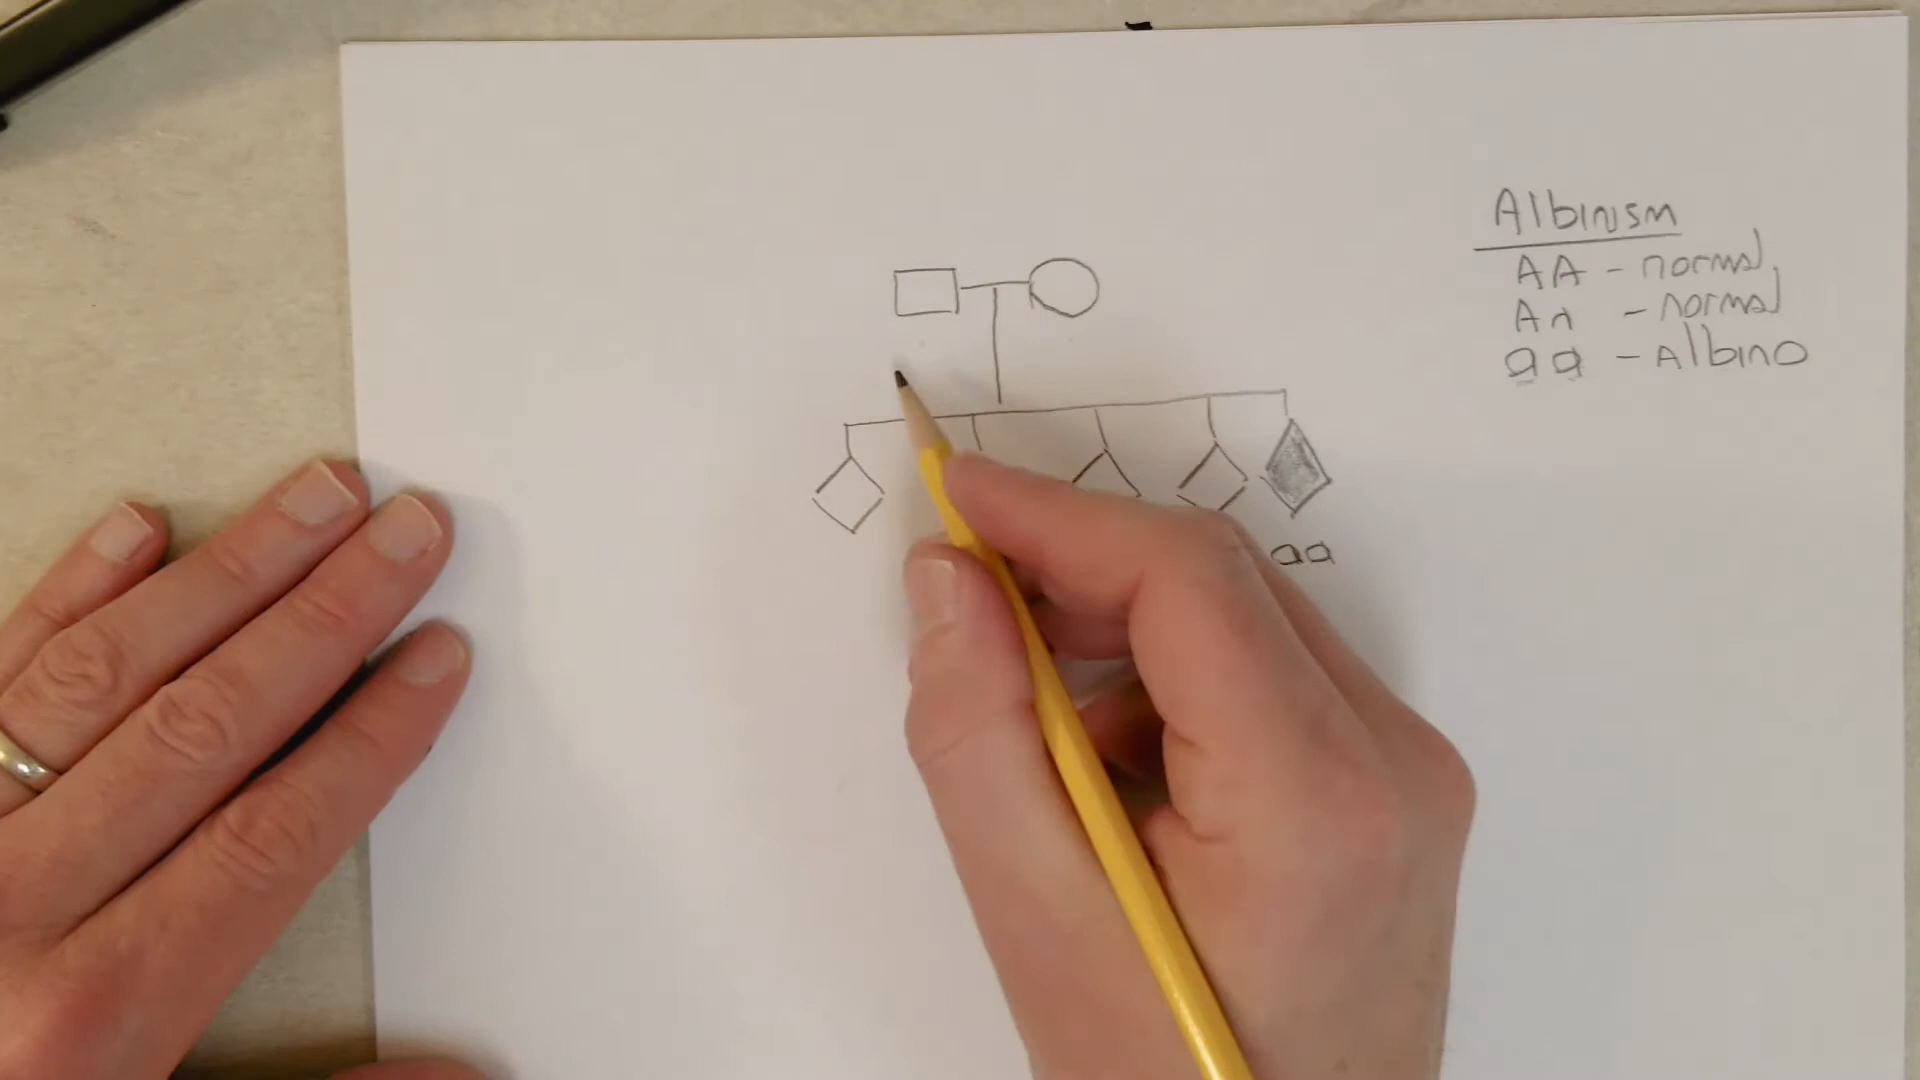 Albinism
AA - normal
Aa - normal
aa - Albino
aa